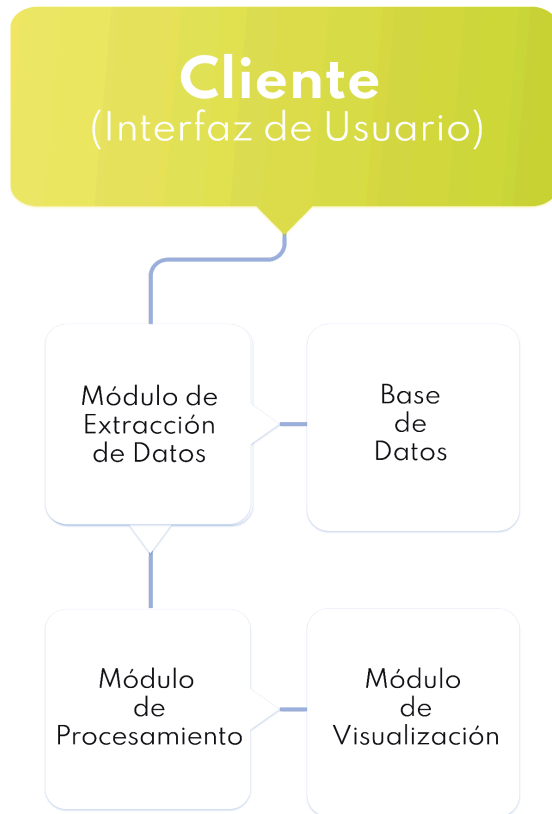 Cliente
(Interfaz de Usuario)
Módulo de
Extracción
de Datos
Base
de
Datos
Módulo
de
Procesamiento
Módulo
de
Visualización